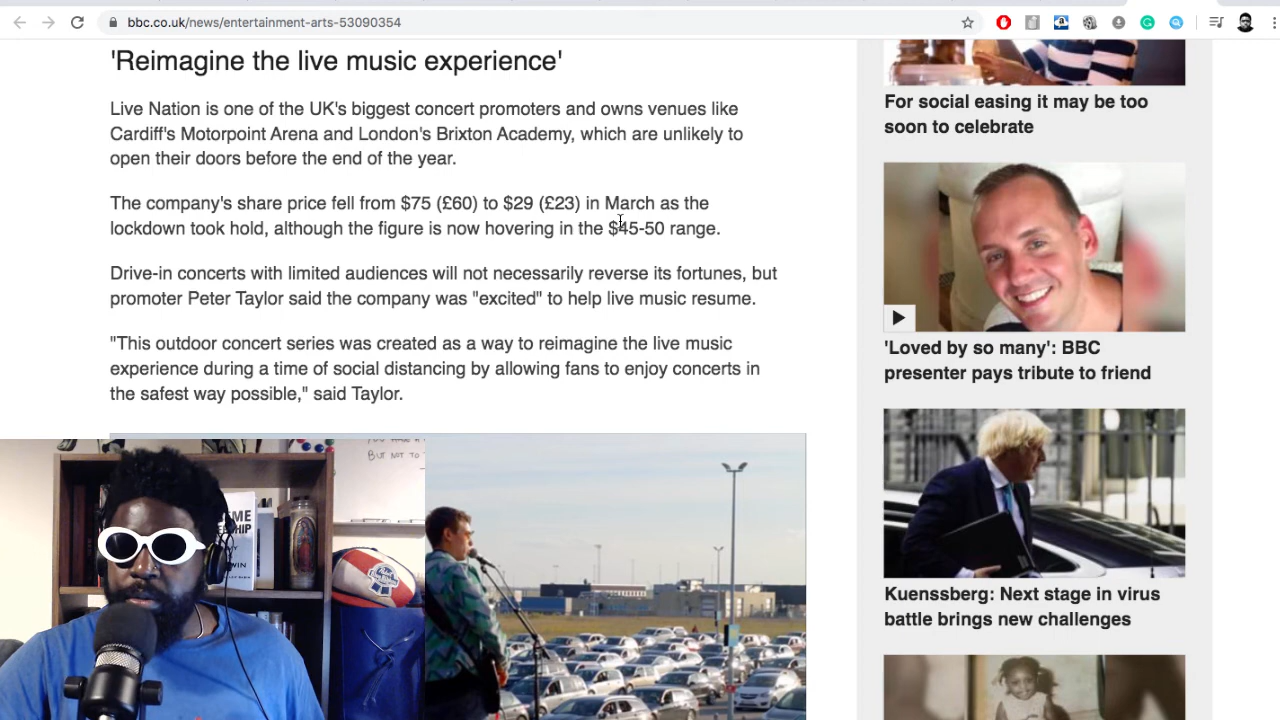 bbc.co.uk/news/entertainment-arts-53090354
'Reimagine the live music experience'
Live Nation is one of the UK's biggest concert promoters and owns venues like
Cardiff's Motorpoint Arena and London's Brixton Academy, which are unlikely to
open their doors before the end of the year.
The company's share price fell from $75 (£60) to $29 (£23) in March as the
lockdown took hold, although the figure is now hovering in the $45-50 range.
Drive-in concerts with limited audiences will not necessarily reverse its fortunes, but
promoter Peter Taylor said the company was "excited" to help live music resume.
"This outdoor concert series was created as a way to reimagine the live music
experience during a time of social distancing by allowing fans to enjoy concerts in
the safest way possible," said Taylor.
BUT NOT TO
For social easing it may be too
soon to celebrate
'Loved by so many': BBC
presenter pays tribute to friend
Kuenssberg: Next stage in virus
battle brings new challenges